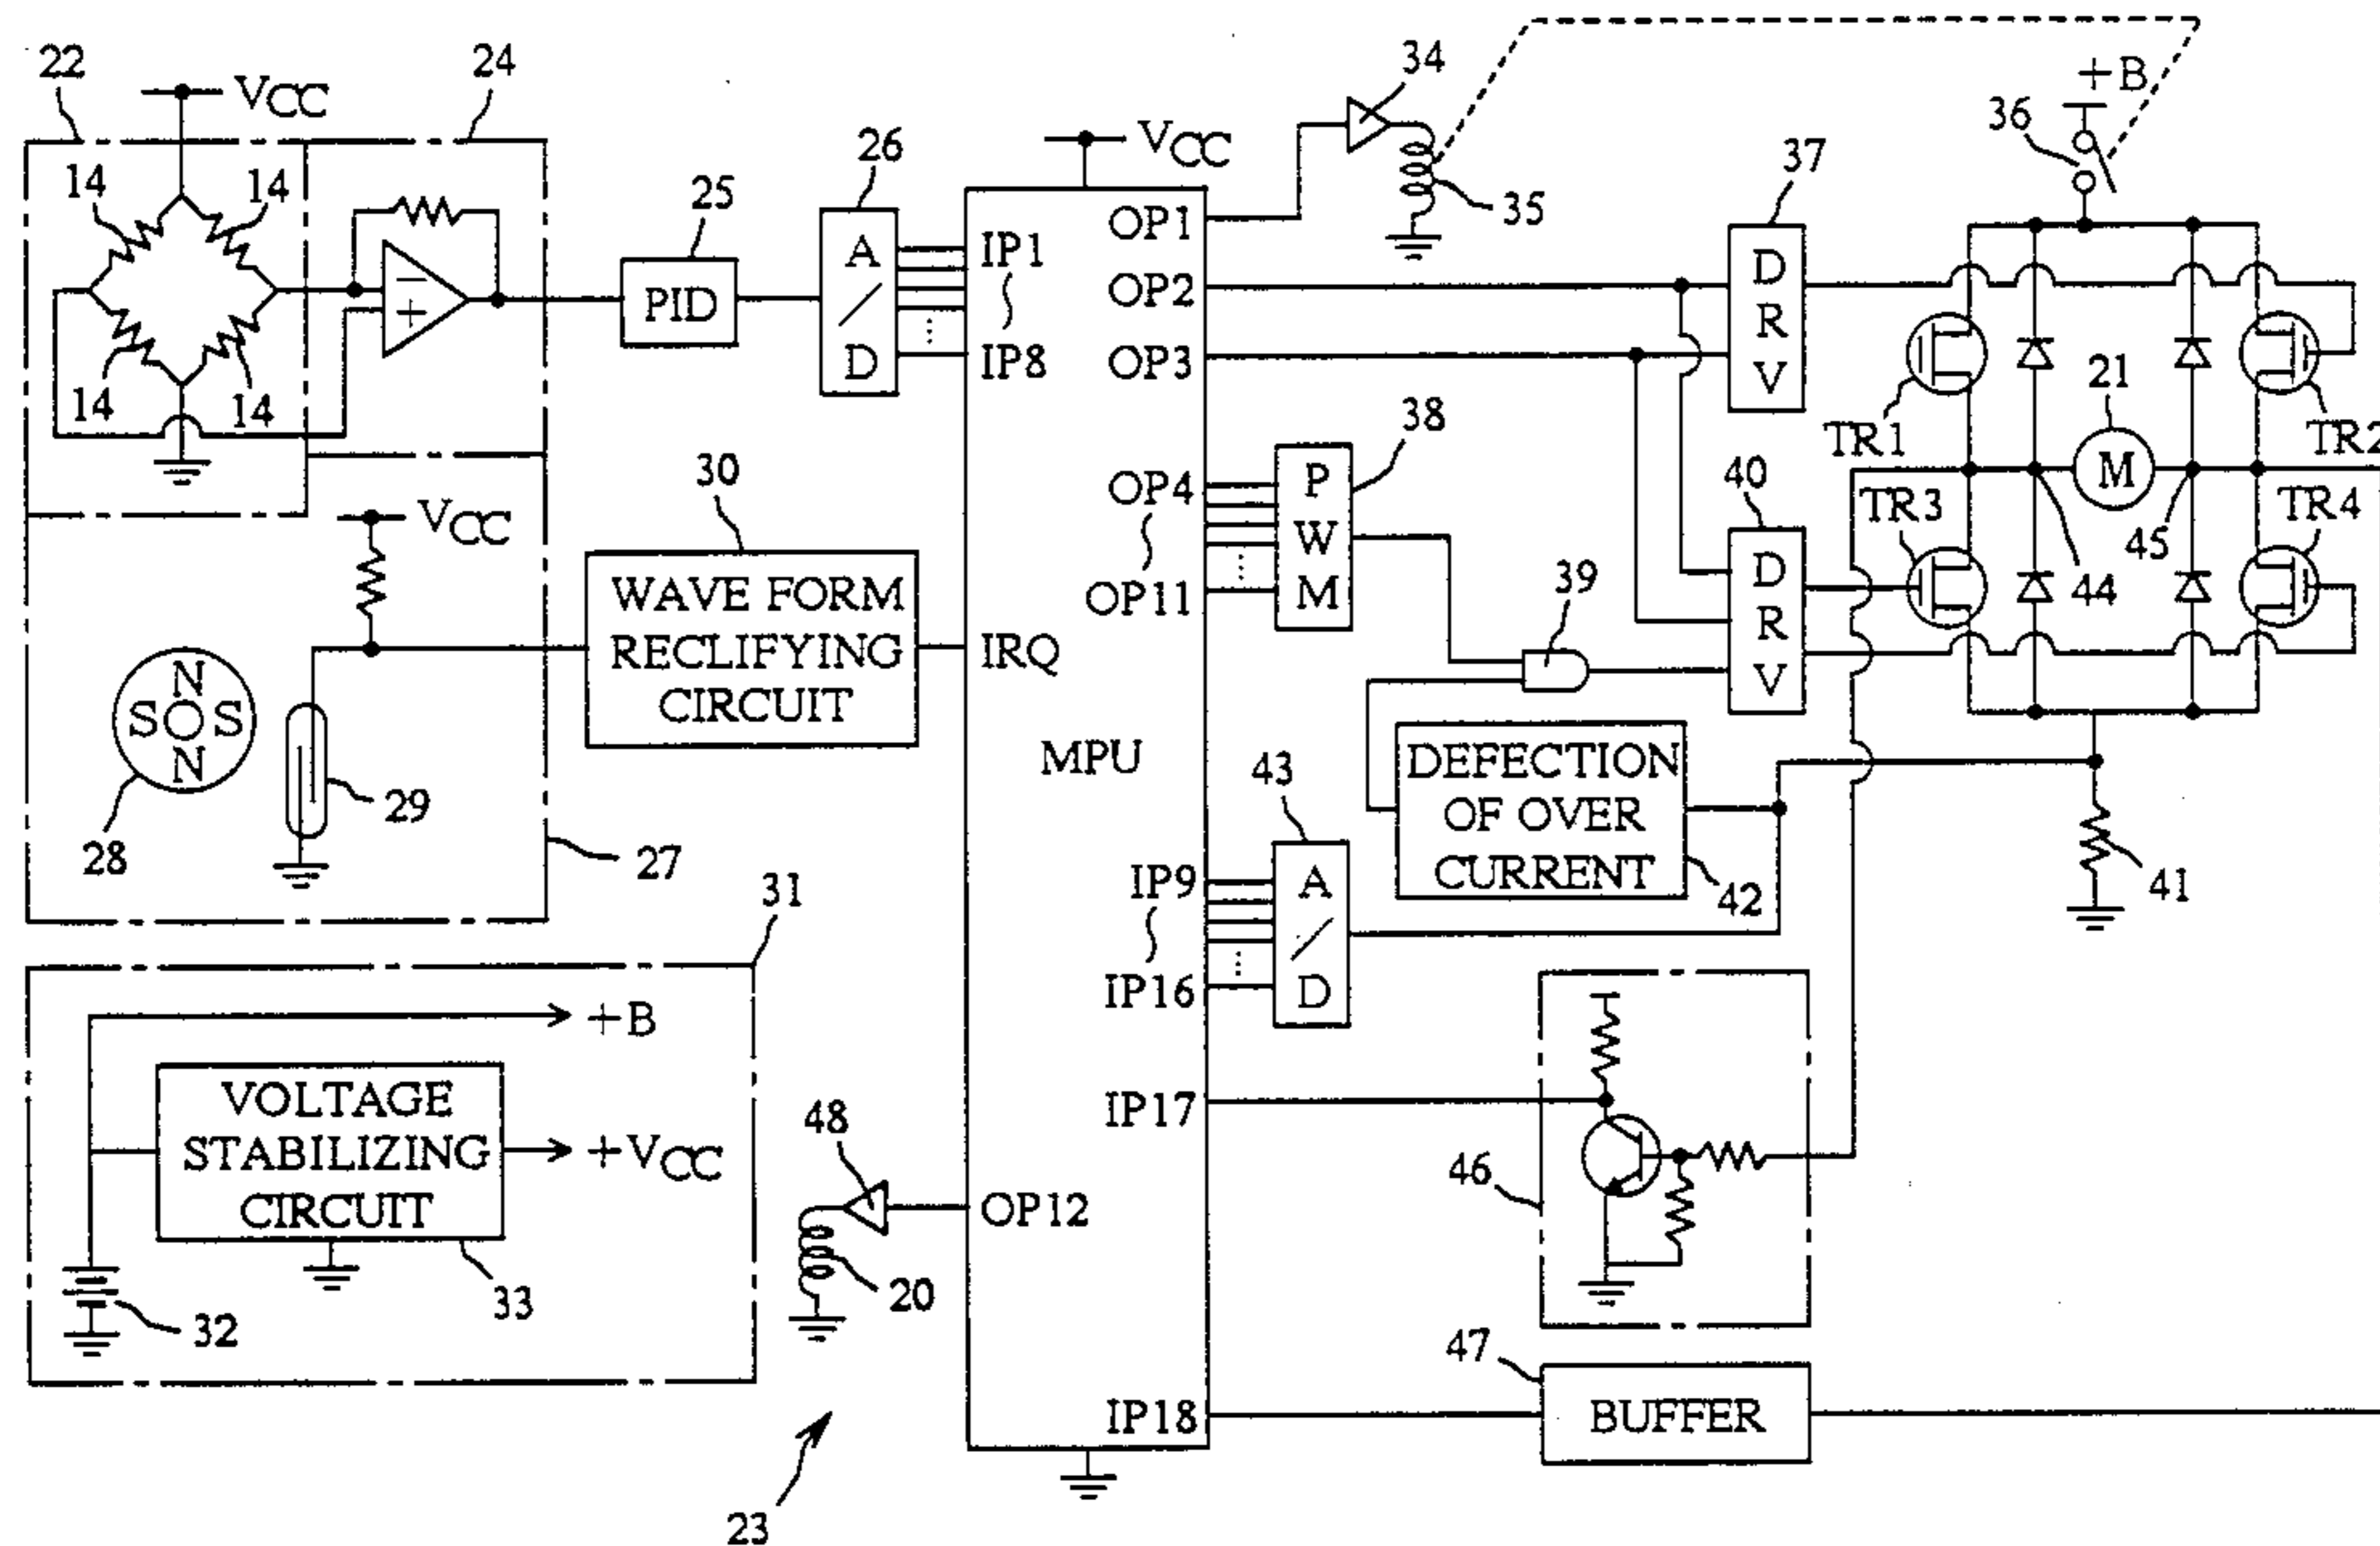 22
VCC
24
14
14
14
14
25
PID
26
A
/
D
VCC
IP1
IP8
IRQ
MPU
OP12
OP1
OP2
OP3
OP4
OP11
IP9
IP16
IP17
IP18
34
35
+B
36
37
D
R
V
TR1
TR2
21
M
TR3
TR4
44
45
38
P
W
M
39
40
D
R
V
DEFECTION
OF OVER
CURRENT
42
41
43
A
/
D
46
47
BUFFER
VCC
30
WAVE FORM
RECLIFYING
CIRCUIT
N
S S
N
28
29
27
31
+B
VOLTAGE
STABILIZING
CIRCUIT
+VCC
33
32
48
20
23